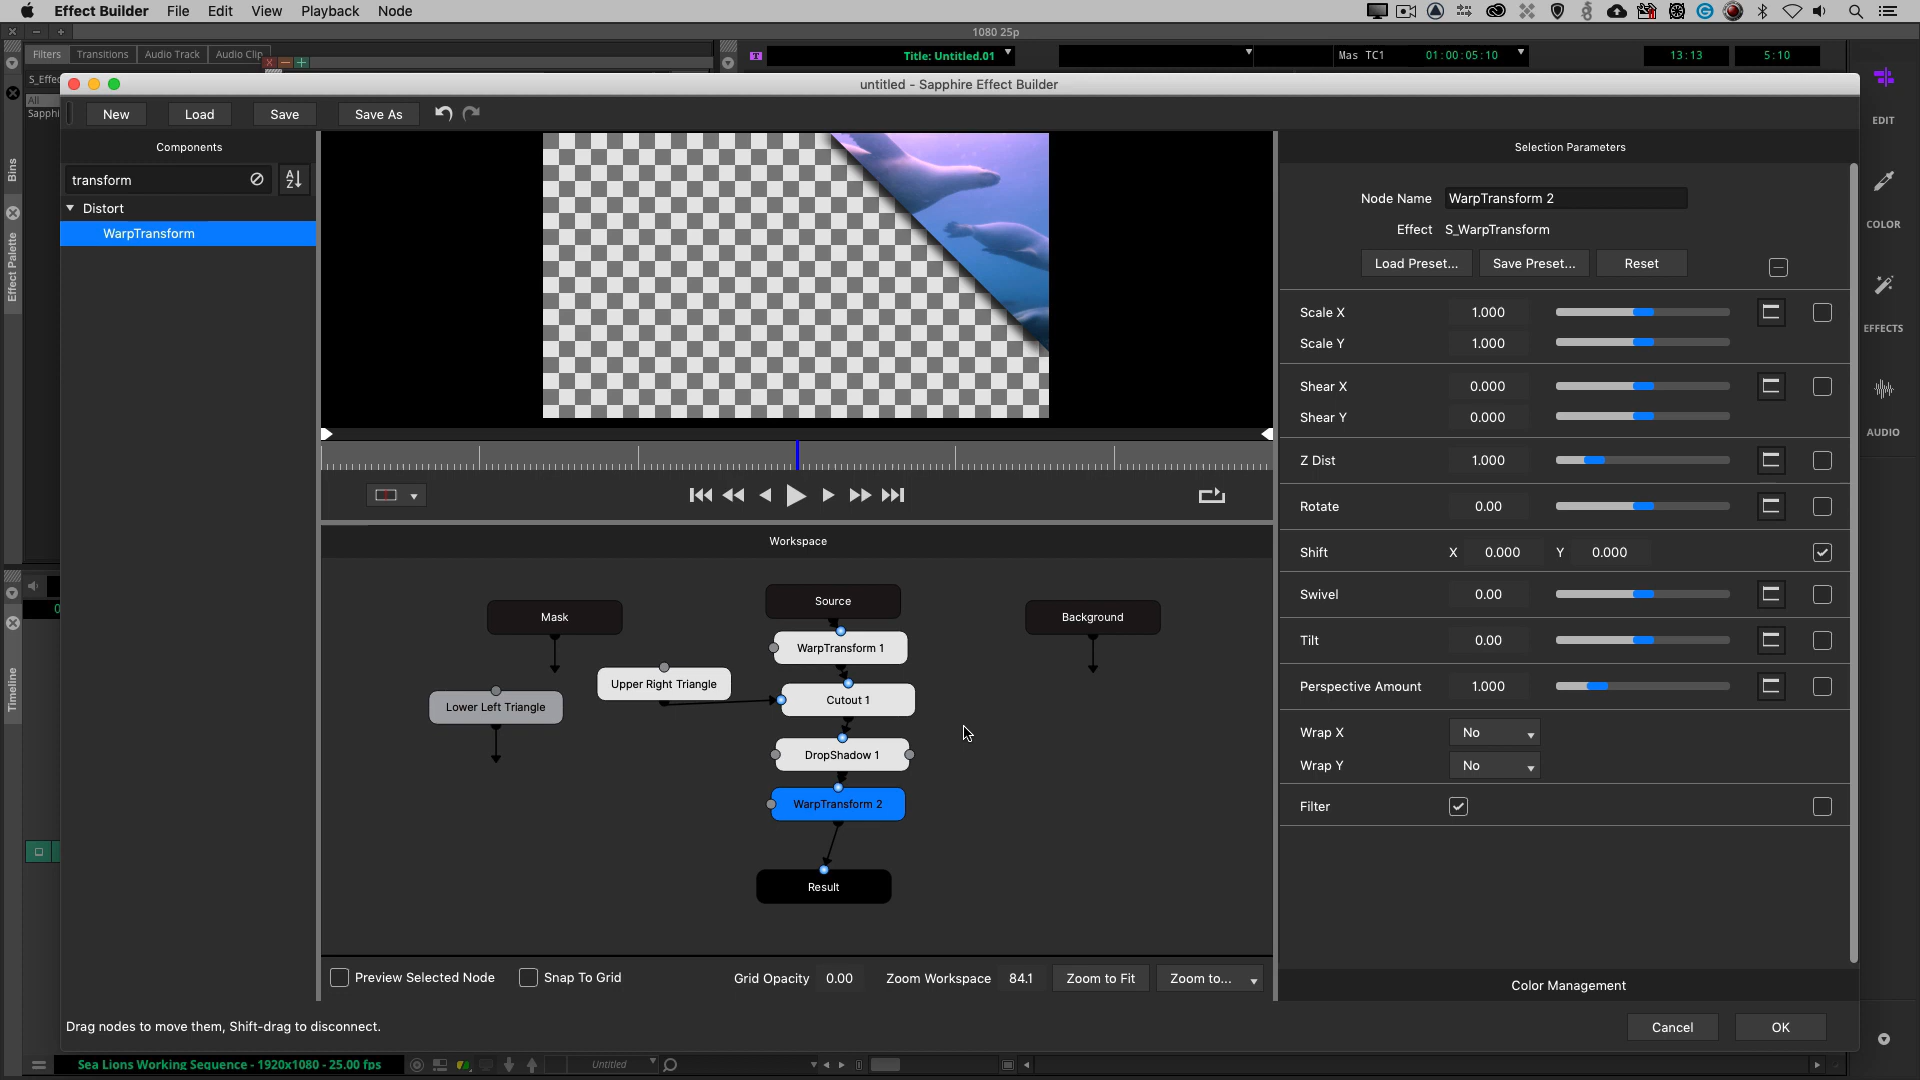 Effect Builder File Edit View Playback Node
1080 25p
Filters Transitions Audio Track Audio Clip
Title: Untitled.01
Mas TC1 01:00:05:10 13:13 5:10
untitled - Sapphire Effect Builder
New Load Save Save As
Components
transform
Distort
WarpTransform
All
Bins
Effect Palette
Timeline
Workspace
Mask
Source
Background
WarpTransform 1
Upper Right Triangle
Cutout 1
Lower Left Triangle
DropShadow 1
WarpTransform 2
Result
Preview Selected Node Snap To Grid Grid Opacity 0.00 Zoom Workspace 84.1 Zoom to Fit Zoom to...
Drag nodes to move them, Shift-drag to disconnect.
Selection Parameters
Node Name WarpTransform 2
Effect S_WarpTransform
Load Preset... Save Preset... Reset
Scale X 1.000
Scale Y 1.000
Shear X 0.000
Shear Y 0.000
Z Dist 1.000
Rotate 0.00
Shift X 0.000 Y 0.000
Swivel 0.00
Tilt 0.00
Perspective Amount 1.000
Wrap X No
Wrap Y No
Filter
Color Management
Cancel OK
EDIT
COLOR
EFFECTS
AUDIO
Sea Lions Working Sequence - 1920x1080 - 25.00 fps
Untitled